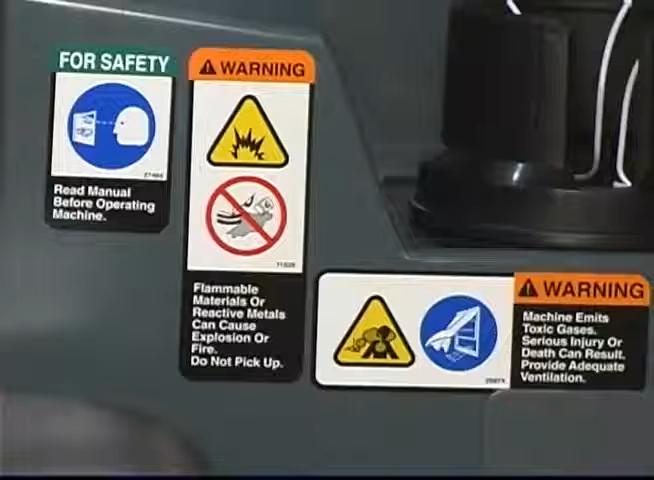 FOR SAFETY
Read Manual
Before Operating
Machine.
WARNING
Flammable
Materials Or
Reactive Metals
Can Cause
Explosion Or
Fire.
Do Not Pick Up.
WARNING
Machine Emits
Toxic Gases.
Serious Injury Or
Death Can Result.
Provide Adequate
Ventilation.